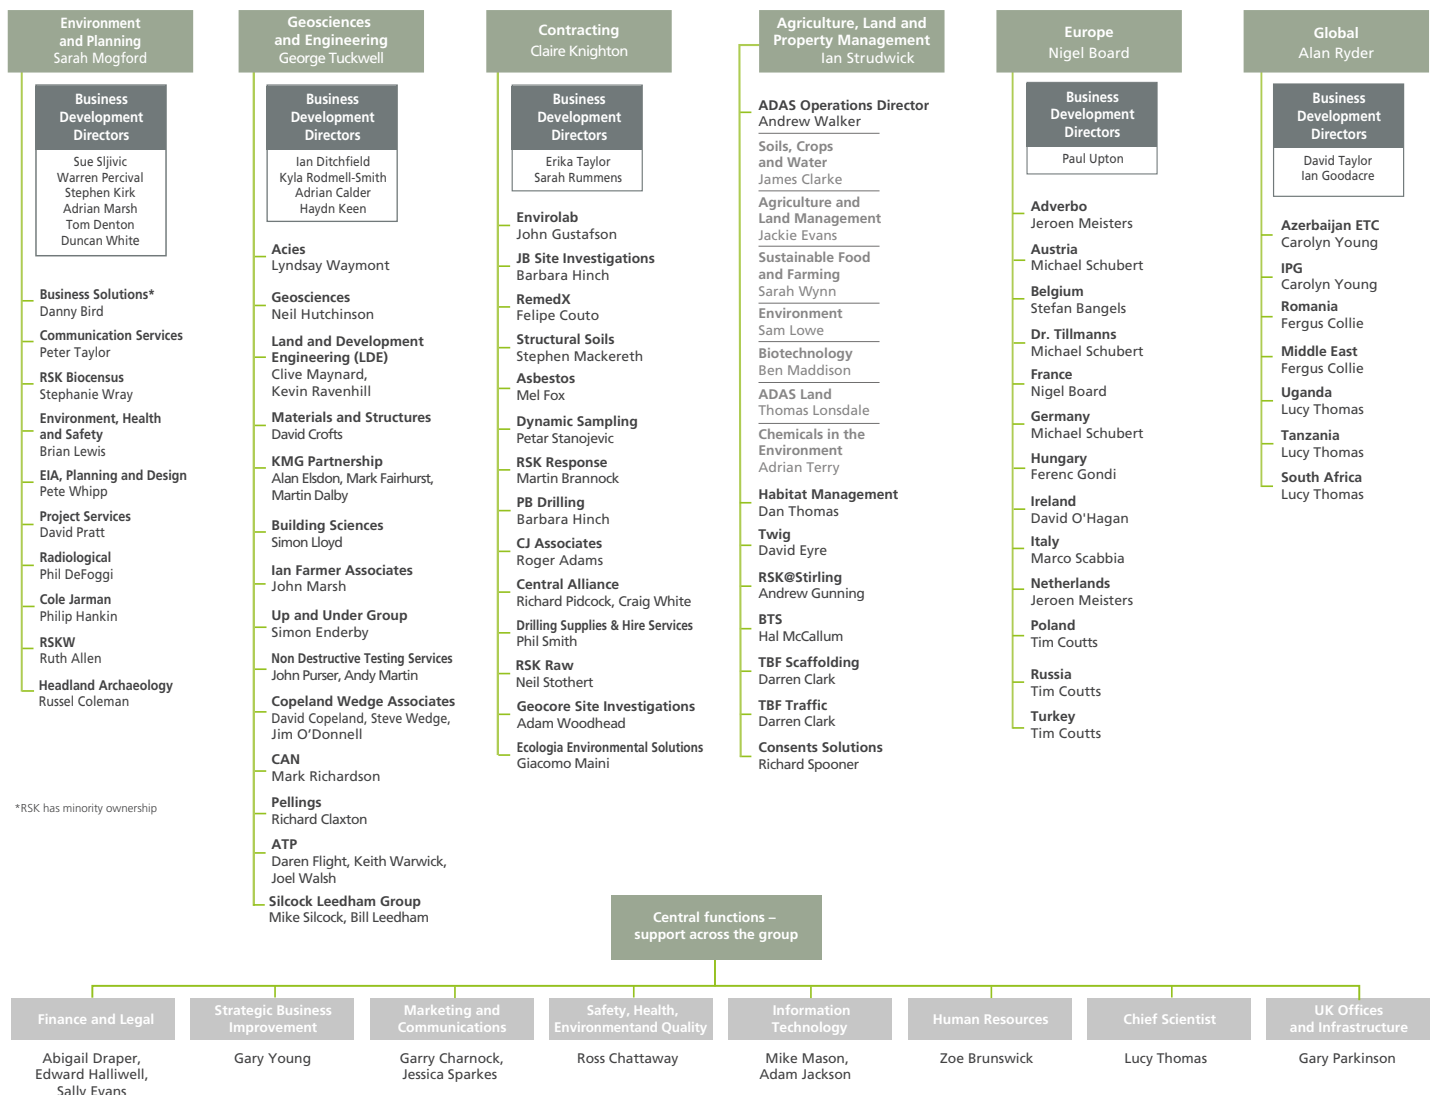 Environment
and Planning
Sarah Mogford
Business
Development
Directors
Sue Sljivic
Warren Percival
Stephen Kirk
Adrian Marsh
Tom Denton
Duncan White
Business Solutions*
Danny Bird
Communication Services
Peter Taylor
RSK Biocensus
Stephanie Wray
Environment, Health
and Safety
Brian Lewis
EIA, Planning and Design
Pete Whipp
Project Services
David Pratt
Radiological
Phil DeFoggi
Cole Jarman
Philip Hankin
RSKW
Ruth Allen
Headland Archaeology
Russel Coleman
*RSK has minority ownership
Geosciences
and Engineering
George Tuckwell
Business
Development
Directors
Ian Ditchfield
Kyla Rodmell-Smith
Adrian Calder
Haydn Keen
Acies
Lyndsay Waymont
Geosciences
Neil Hutchinson
Land and Development
Engineering (LDE)
Clive Maynard,
Kevin Ravenhill
Materials and Structures
David Crofts
KMG Partnership
Alan Elsdon, Mark Fairhurst,
Martin Dalby
Building Sciences
Simon Lloyd
Ian Farmer Associates
John Marsh
Up and Under Group
Simon Enderby
Non Destructive Testing Services
John Purser, Andy Martin
Copeland Wedge Associates
David Copeland, Steve Wedge,
Jim O’Donnell
CAN
Mark Richardson
Pellings
Richard Claxton
ATP
Daren Flight, Keith Warwick,
Joel Walsh
Silcock Leedham Group
Mike Silcock, Bill Leedham
Contracting
Claire Knighton
Business
Development
Directors
Erika Taylor
Sarah Rummens
Envirolab
John Gustafson
JB Site Investigations
Barbara Hinch
RemedX
Felipe Couto
Structural Soils
Stephen Mackereth
Asbestos
Mel Fox
Dynamic Sampling
Petar Stanojevic
RSK Response
Martin Brannock
PB Drilling
Barbara Hinch
CJ Associates
Roger Adams
Central Alliance
Richard Pidcock, Craig White
Drilling Supplies & Hire Services
Phil Smith
RSK Raw
Neil Stothert
Geocore Site Investigations
Adam Woodhead
Ecologia Environmental Solutions
Giacomo Maini
Agriculture, Land and
Property Management
Ian Strudwick
ADAS Operations Director
Andrew Walker
Soils, Crops
and Water
James Clarke
Agriculture and
Land Management
Jackie Evans
Sustainable Food
and Farming
Sarah Wynn
Environment
Sam Lowe
Biotechnology
Ben Maddison
ADAS Land
Thomas Lonsdale
Chemicals in the
Environment
Adrian Terry
Habitat Management
Dan Thomas
Twig
David Eyre
RSK@Stirling
Andrew Gunning
BTS
Hal McCallum
TBF Scaffolding
Darren Clark
TBF Traffic
Darren Clark
Consents Solutions
Richard Spooner
Europe
Nigel Board
Business
Development
Directors
Paul Upton
Adverbo
Jeroen Meisters
Austria
Michael Schubert
Belgium
Stefan Bangels
Dr. Tillmanns
Michael Schubert
France
Nigel Board
Germany
Michael Schubert
Hungary
Ferenc Gondi
Ireland
David O'Hagan
Italy
Marco Scabbia
Netherlands
Jeroen Meisters
Poland
Tim Coutts
Russia
Tim Coutts
Turkey
Tim Coutts
Global
Alan Ryder
Business
Development
Directors
David Taylor
Ian Goodacre
Azerbaijan ETC
Carolyn Young
IPG
Carolyn Young
Romania
Fergus Collie
Middle East
Fergus Collie
Uganda
Lucy Thomas
Tanzania
Lucy Thomas
South Africa
Lucy Thomas
Central functions –
support across the group
Finance and Legal
Abigail Draper,
Edward Halliwell,
Sally Evans
Strategic Business
Improvement
Gary Young
Marketing and
Communications
Garry Charnock,
Jessica Sparkes
Safety, Health,
Environmentand Quality
Ross Chattaway
Information
Technology
Mike Mason,
Adam Jackson
Human Resources
Zoe Brunswick
Chief Scientist
Lucy Thomas
UK Offices
and Infrastructure
Gary Parkinson